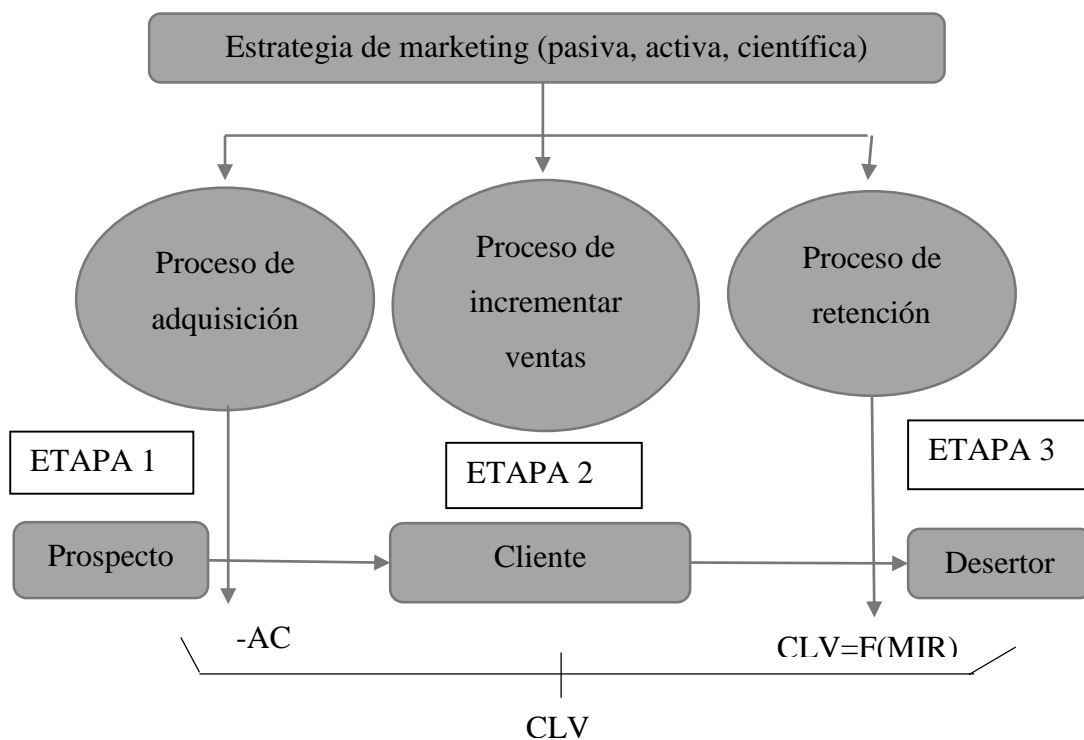 Estrategia de marketing (pasiva, activa, científica)
Proceso de
adquisición
Proceso de
incrementar
ventas
Proceso de
retención
ETAPA 1
ETAPA 2
ETAPA 3
Prospecto
Cliente
Desertor
-AC
CLV=F(MIR)
CLV